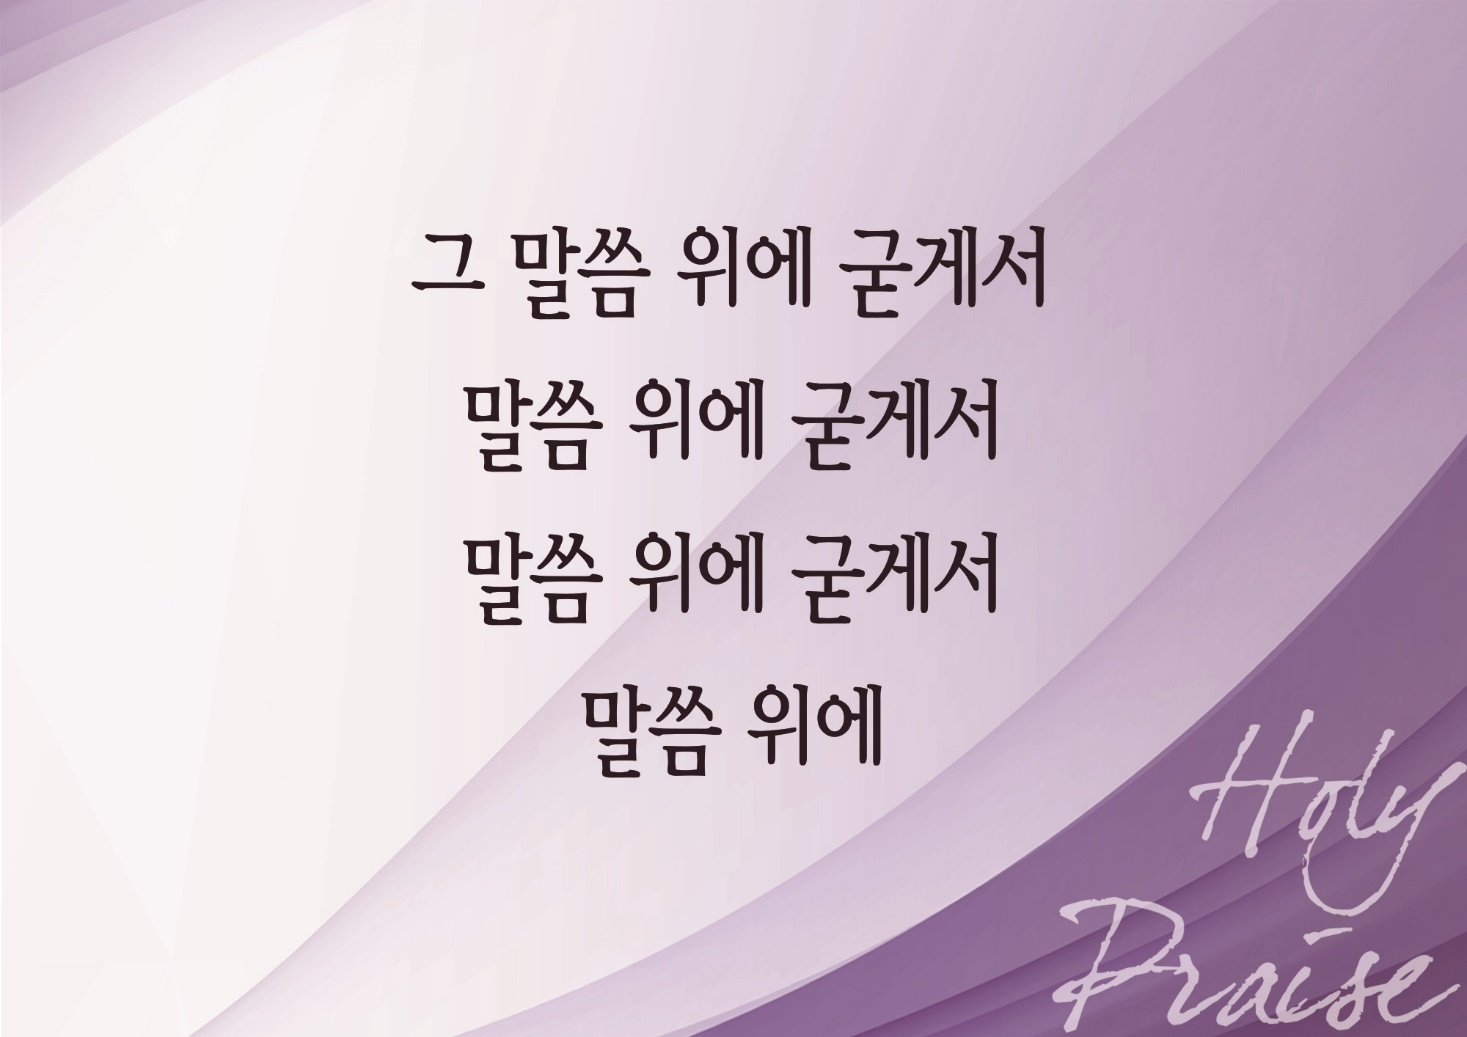 그 말씀 위에 굳게서
말씀 위에 굳게서
말씀 위에 굳게서
말씀 위에
Holy
Praise